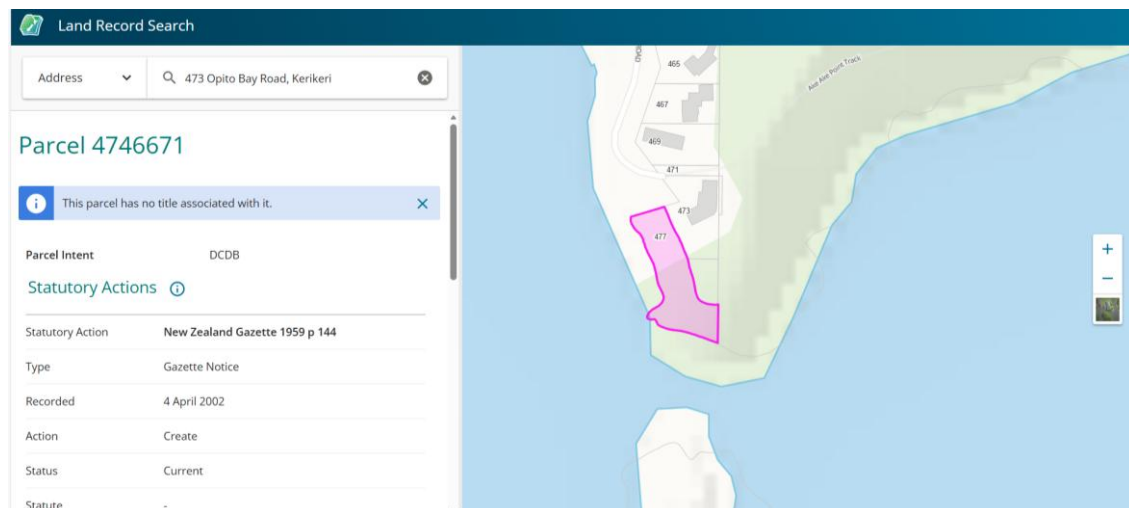 Land Record Search
Address
473 Opito Bay Road, Kerikeri
Parcel 4746671
This parcel has no title associated with it.
Parcel Intent DCDB
Statutory Actions
Statutory Action New Zealand Gazette 1959 p 144
Type Gazette Notice
Recorded 4 April 2002
Action Create
Status Current
Statute -
465
467
469
471
473
477
Ake Ake Point Track
+
−